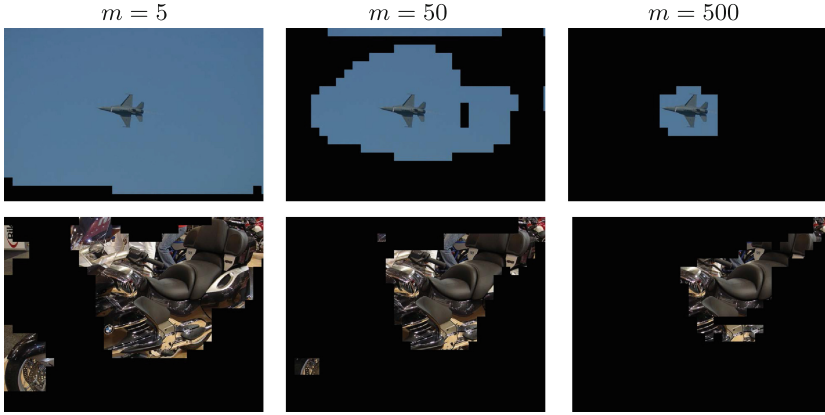 m = 5
m = 50
m = 500